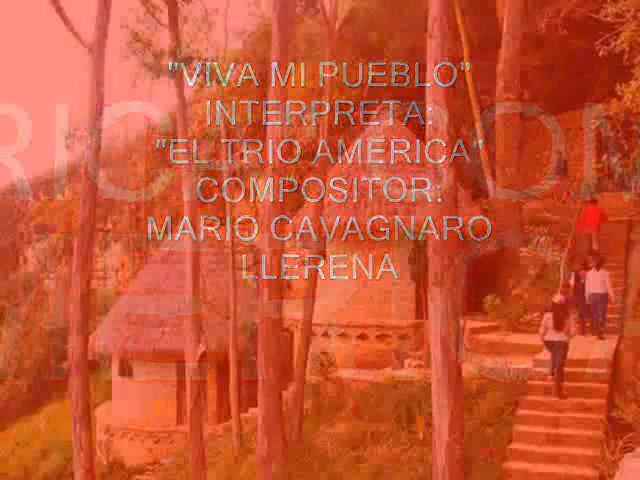 "VIVA MI PUEBLO"
INTERPRETA:
"EL TRIO AMERICA"
COMPOSITOR:
MARIO CAVAGNARO
LLERENA